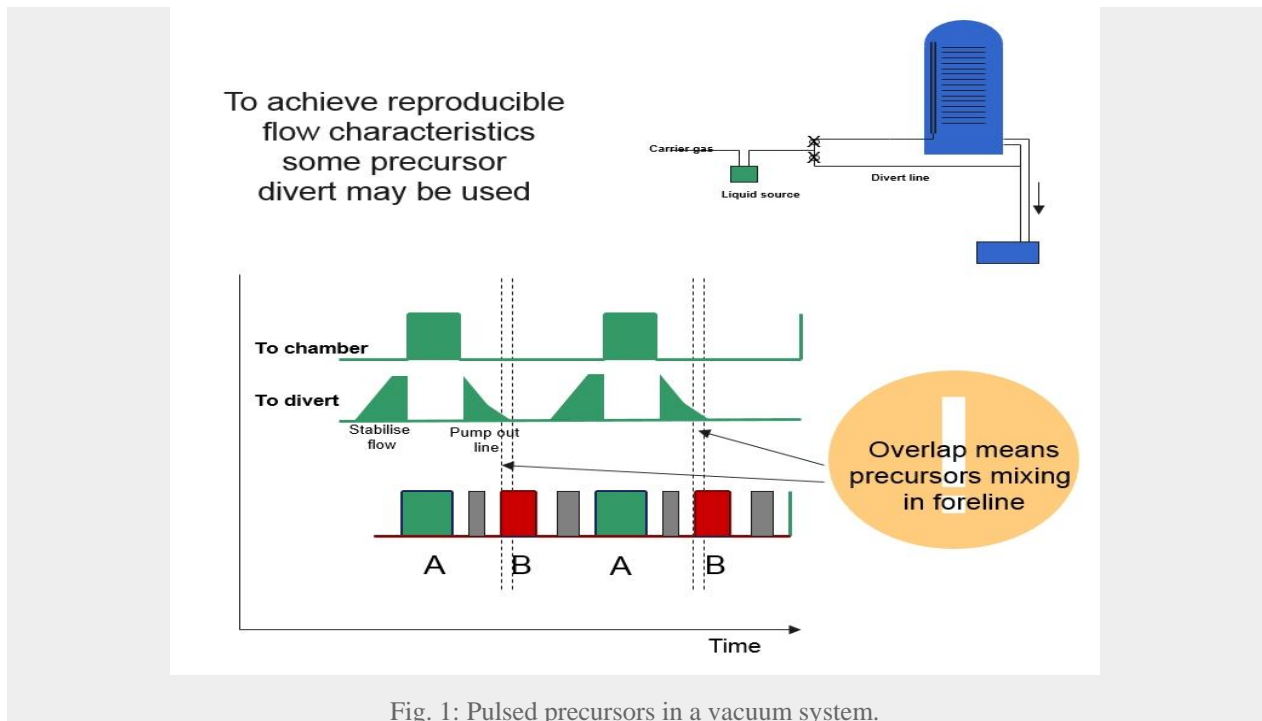 To achieve reproducible
flow characteristics
some precursor
divert may be used
Carrier gas
Liquid source
Divert line
To chamber
To divert
Stabilise
flow
Pump out
line
!
Overlap means
precursors mixing
in foreline
A
B
A
B
Time
Fig. 1: Pulsed precursors in a vacuum system.